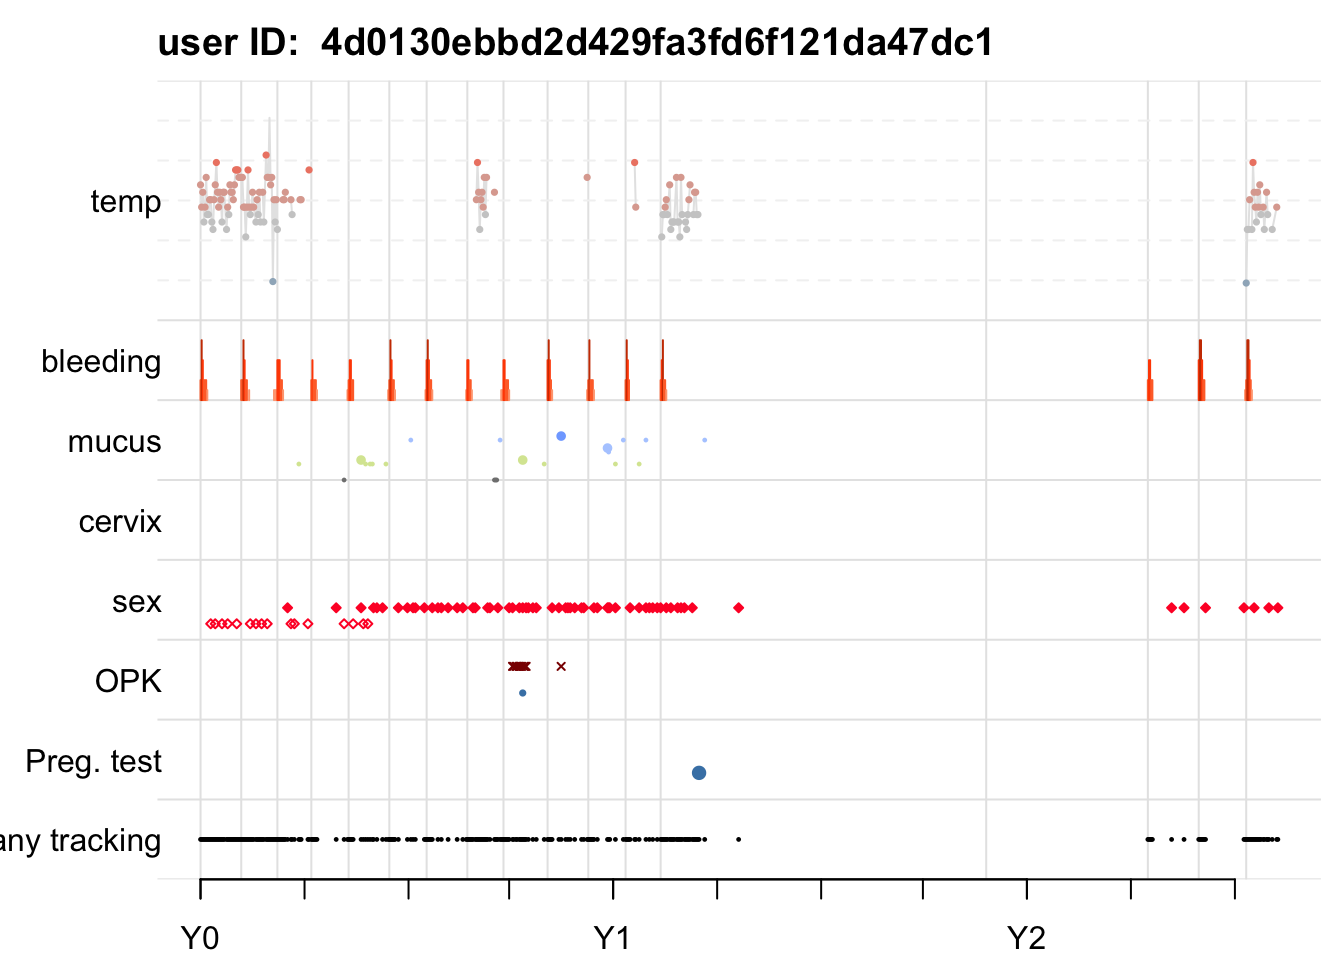 user ID:  4d0130ebbd2d429fa3fd6f121da47dc1
temp
bleeding
mucus
cervix
sex
OPK
Preg. test
any tracking
Y0
Y1
Y2